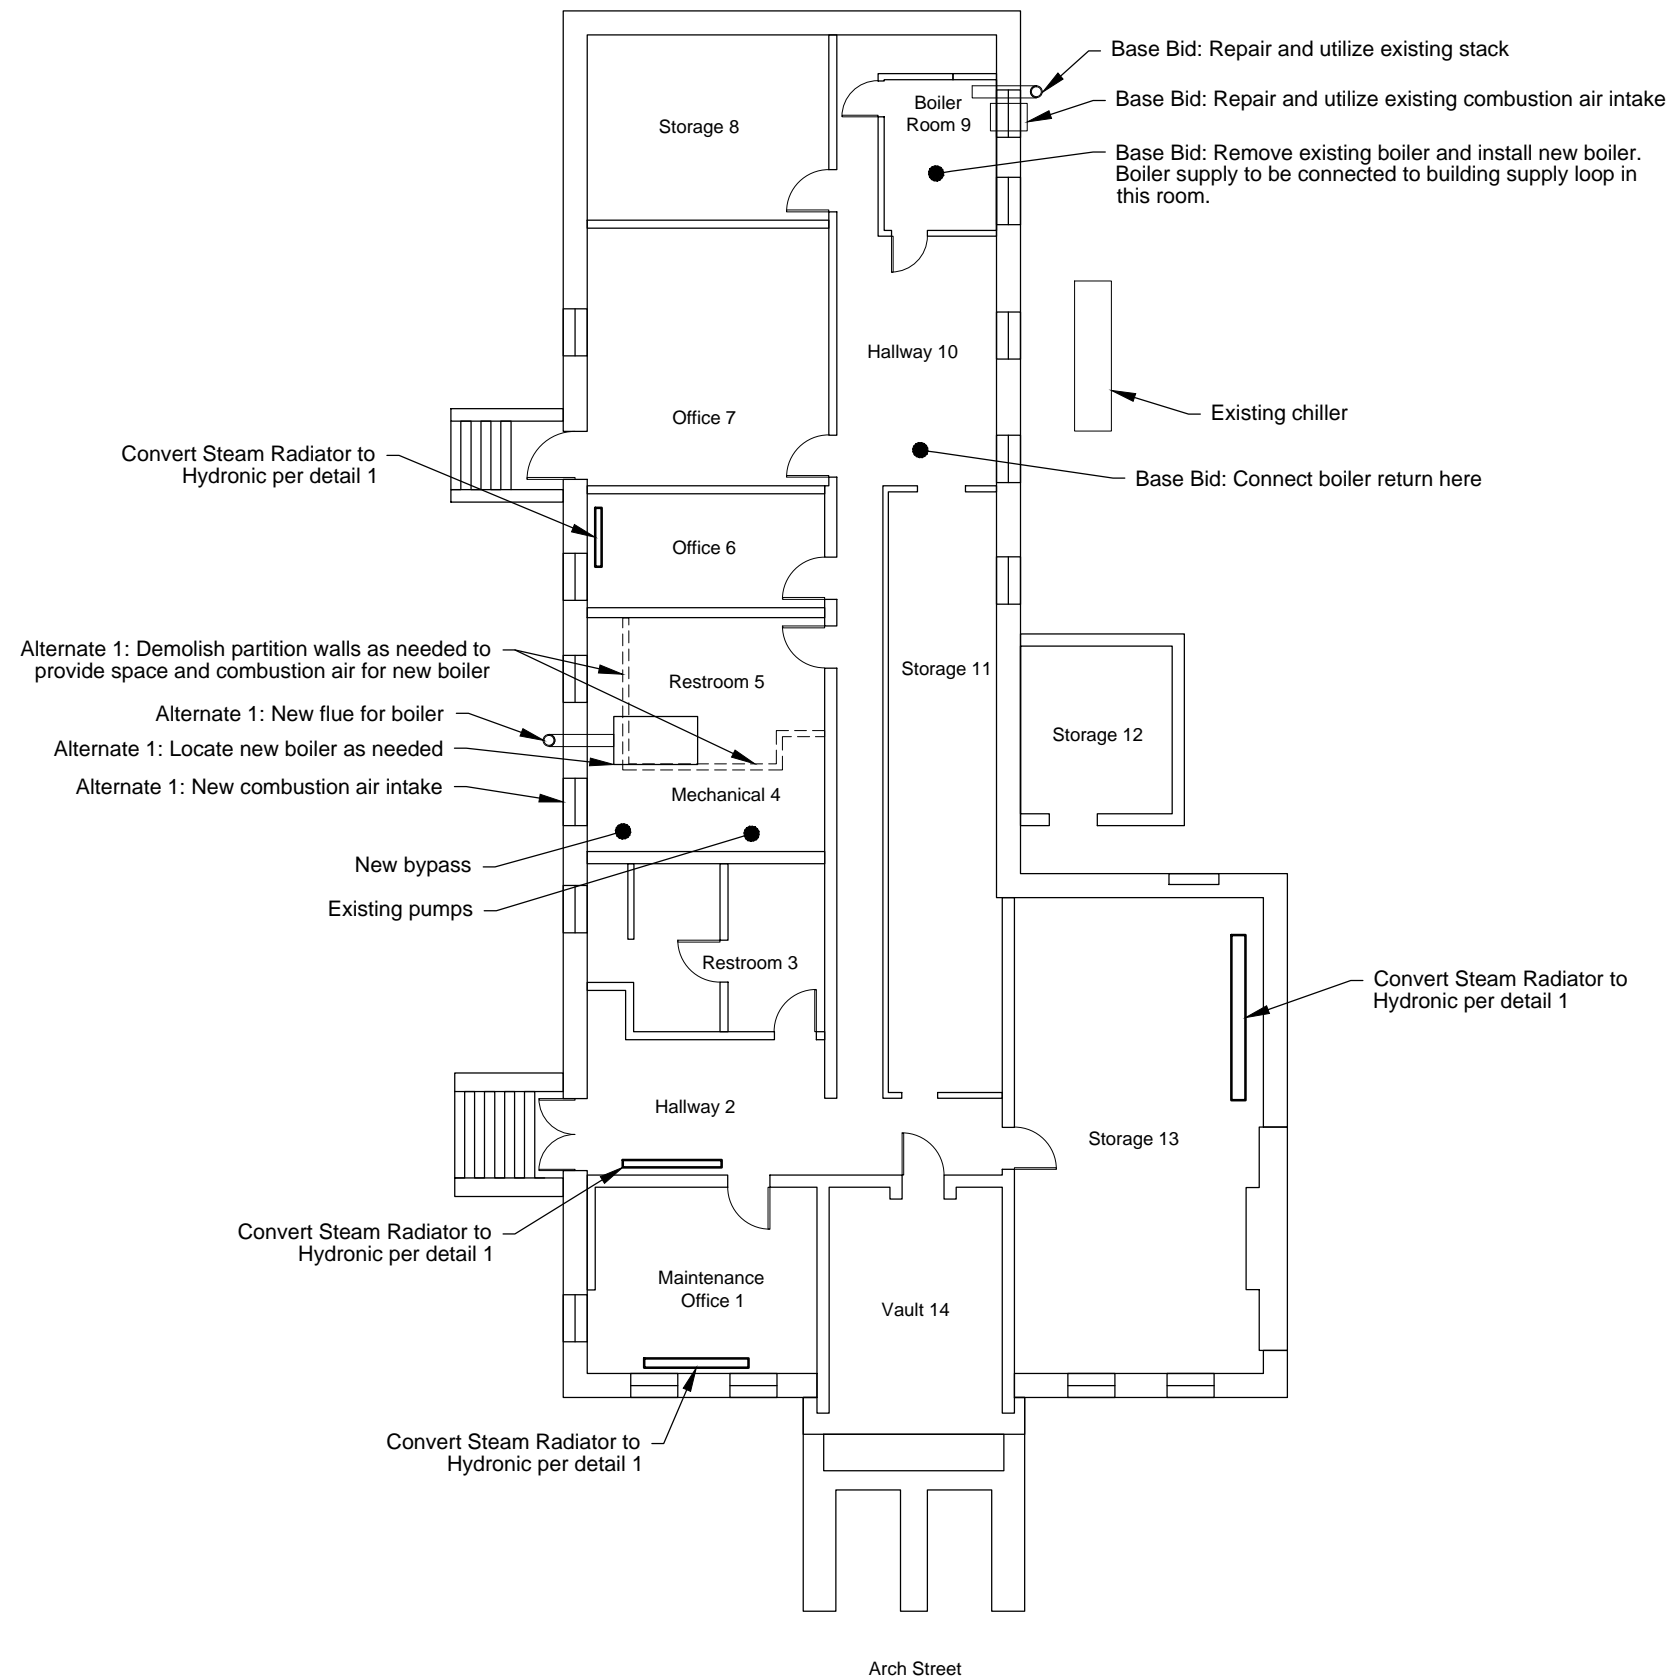 Base Bid: Repair and utilize existing stack
Base Bid: Repair and utilize existing combustion air intake
Boiler
Room 9
Storage 8
Base Bid: Remove existing boiler and install new boiler.
Boiler supply to be connected to building supply loop in
this room.
Hallway 10
Existing chiller
Office 7
Convert Steam Radiator to
Hydronic per detail 1
Base Bid: Connect boiler return here
Office 6
Alternate 1: Demolish partition walls as needed to
provide space and combustion air for new boiler
Restroom 5
Storage 11
Alternate 1: New flue for boiler
Storage 12
Alternate 1: Locate new boiler as needed
Alternate 1: New combustion air intake
Mechanical 4
New bypass
Existing pumps
Restroom 3
Convert Steam Radiator to
Hydronic per detail 1
Hallway 2
Storage 13
Convert Steam Radiator to
Hydronic per detail 1
Maintenance
Office 1
Vault 14
Convert Steam Radiator to
Hydronic per detail 1
Arch Street